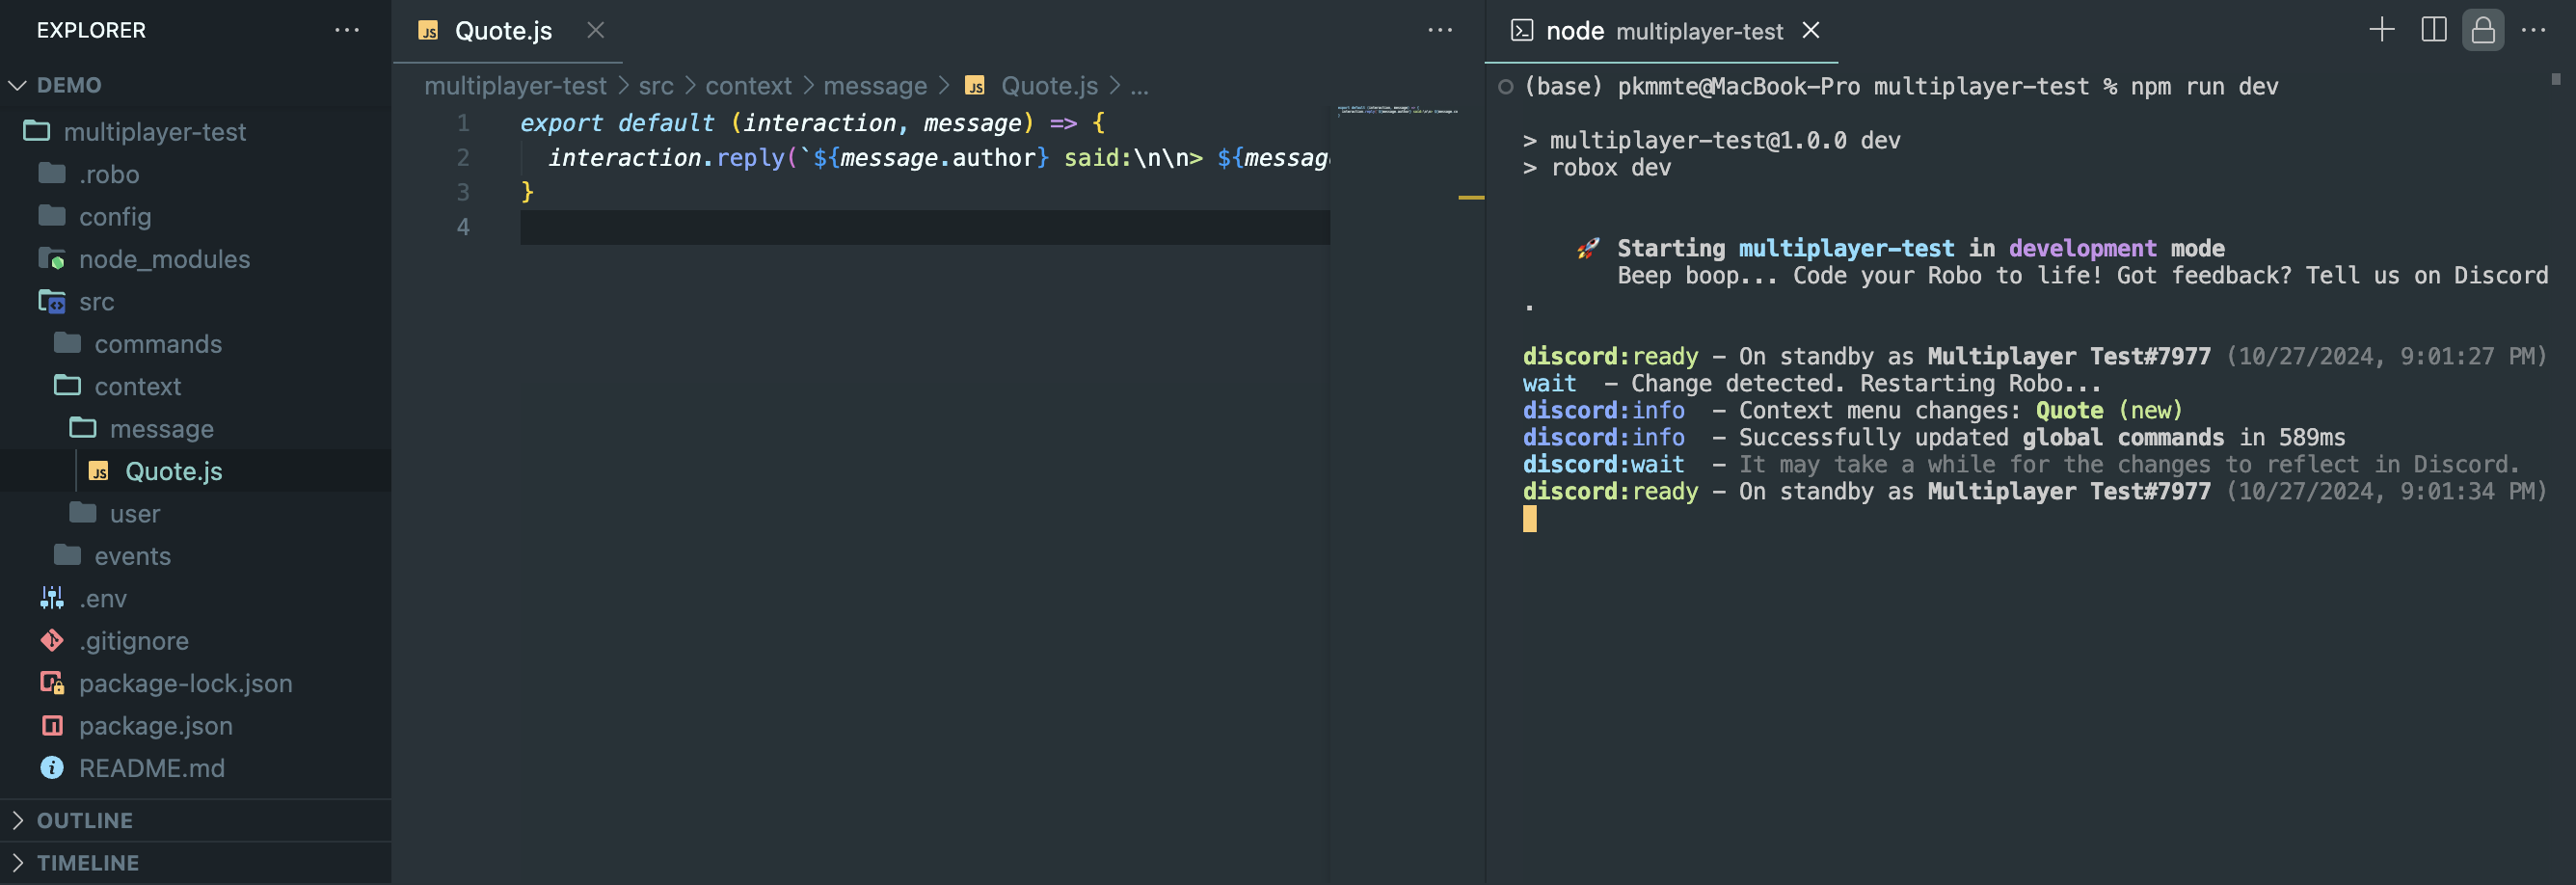 EXPLORER
DEMO
multiplayer-test
.robo
config
node_modules
src
commands
context
message
Quote.js
user
events
.env
.gitignore
package-lock.json
package.json
README.md
OUTLINE
TIMELINE
Quote.js
multiplayer-test > src > context > message > JS Quote.js > ...
1 export default (interaction, message) => {
2 interaction.reply(`${message.author} said:\n\n> ${messag
3 }
4
node multiplayer-test
(base) pkmmte@MacBook-Pro multiplayer-test % npm run dev
> multiplayer-test@1.0.0 dev
> robox dev
🚀 Starting multiplayer-test in development mode
Beep boop... Code your Robo to life! Got feedback? Tell us on Discord
.
discord:ready - On standby as Multiplayer Test#7977 (10/27/2024, 9:01:27 PM)
wait - Change detected. Restarting Robo...
discord:info - Context menu changes: Quote (new)
discord:info - Successfully updated global commands in 589ms
discord:wait - It may take a while for the changes to reflect in Discord.
discord:ready - On standby as Multiplayer Test#7977 (10/27/2024, 9:01:34 PM)